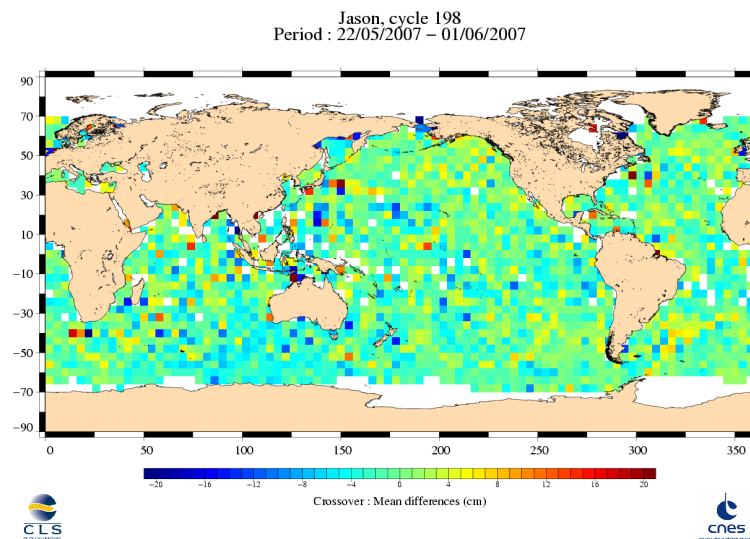 Jason, cycle 198
Period : 22/05/2007 − 01/06/2007
90
70
50
30
10
−10
−30
−50
−70
−90
0 50 100 150 200 250 300 350
−20 −16 −12 −8 −4 0 4 8 12 16 20
Crossover : Mean differences (cm)
CLS
cnes